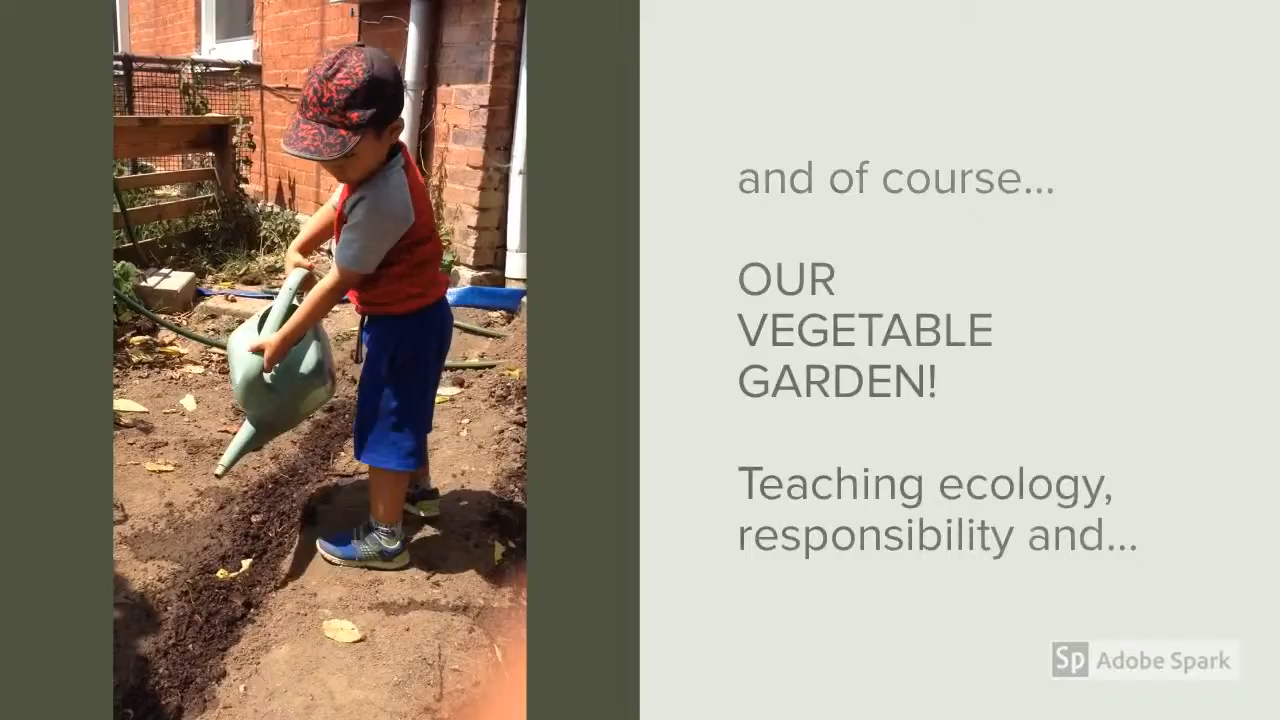 and of course...
OUR
VEGETABLE
GARDEN!
Teaching ecology,
responsibility and...
Sp Adobe Spark